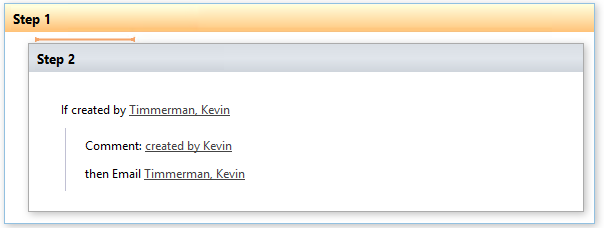 Step 1
Step 2
If created by Timmerman, Kevin
Comment: created by Kevin
then Email Timmerman, Kevin